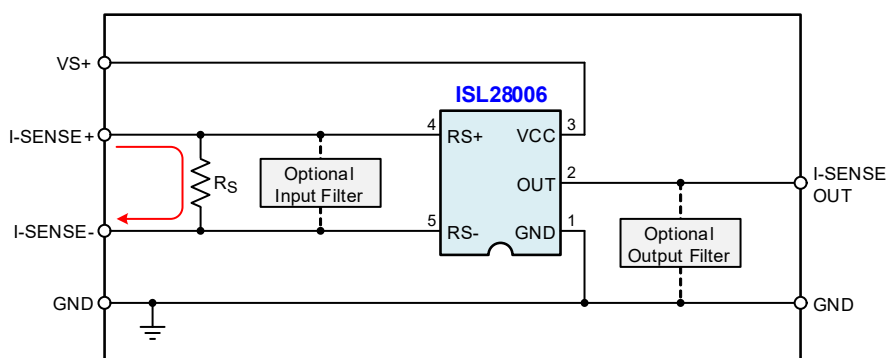 VS+
ISL28006
I-SENSE+
4
RS+
VCC
3
Optional
Input Filter
RS
OUT
2
I-SENSE
OUT
I-SENSE-
5
RS-
GND
1
Optional
Output Filter
GND
GND